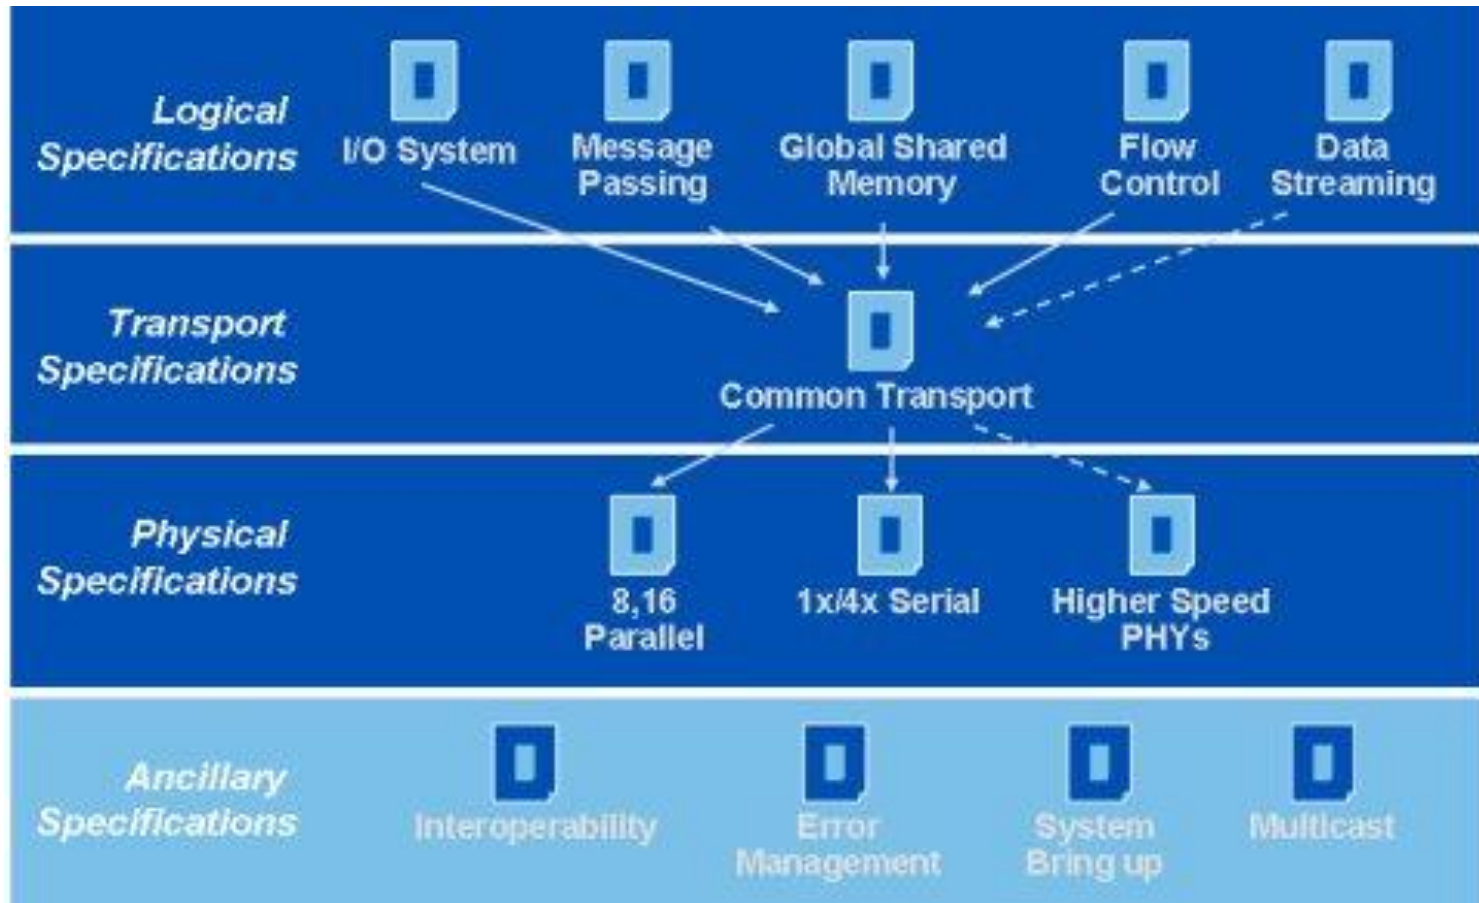 Logical
Specifications
I/O System
Message
Passing
Global Shared
Memory
Flow
Control
Data
Streaming
Transport
Specifications
Common Transport
Physical
Specifications
8,16
Parallel
1x/4x Serial
Higher Speed
PHYs
Ancillary
Specifications
Interoperability
Error
Management
System
Bring up
Multicast